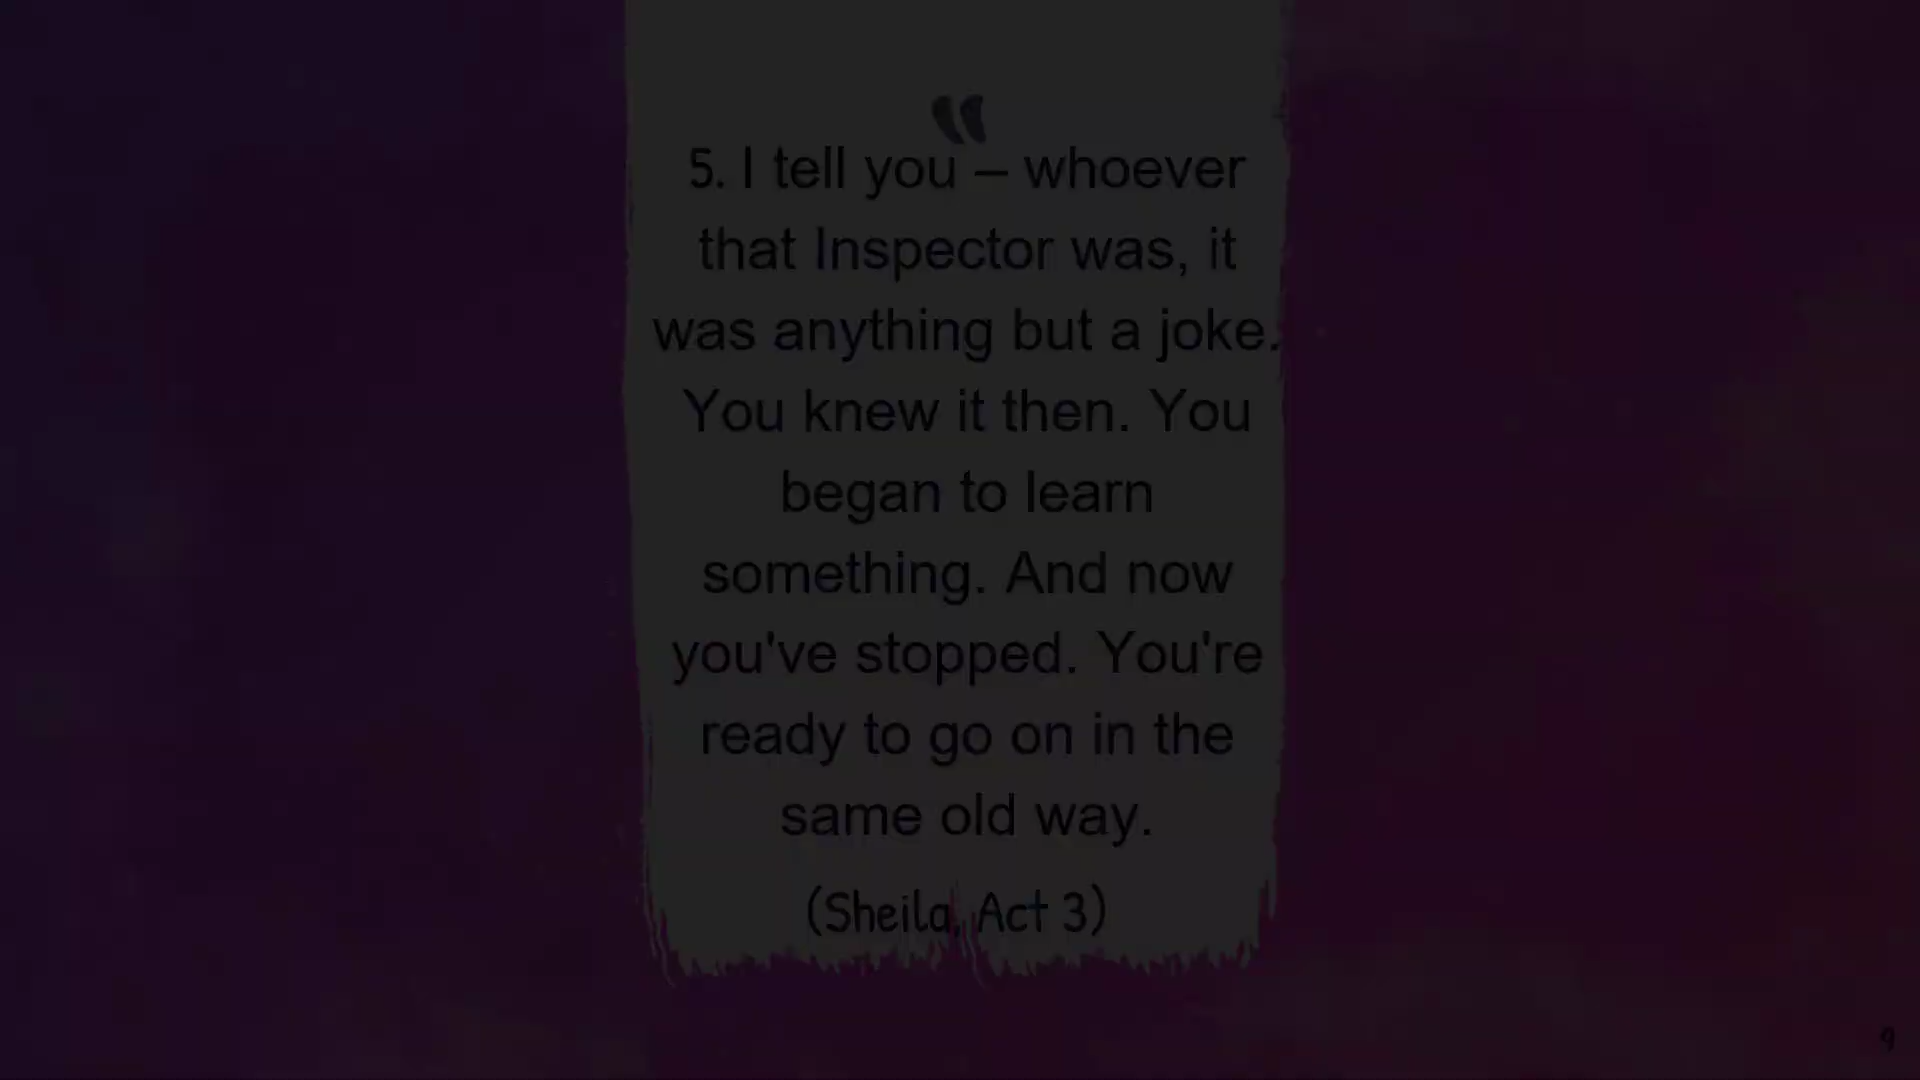 “
5. I tell you – whoever
that Inspector was, it
was anything but a joke.
You knew it then. You
began to learn
something. And now
you've stopped. You're
ready to go on in the
same old way.
(Sheila, Act 3)
9